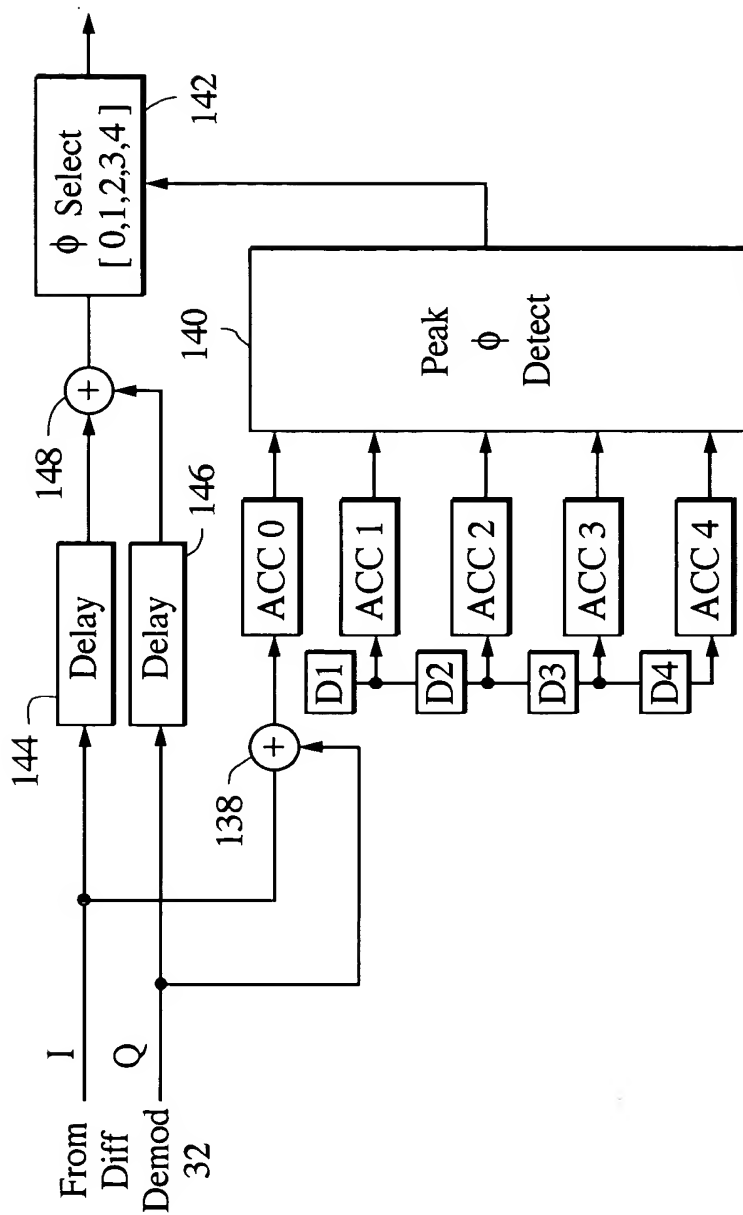 From
Diff
Demod
32
I
Q
144
Delay
Delay
146
148
138
ACC 0
D1
ACC 1
D2
ACC 2
D3
ACC 3
D4
ACC 4
140
Peak
ϕ
Detect
ϕ Select
[ 0,1,2,3,4 ]
142